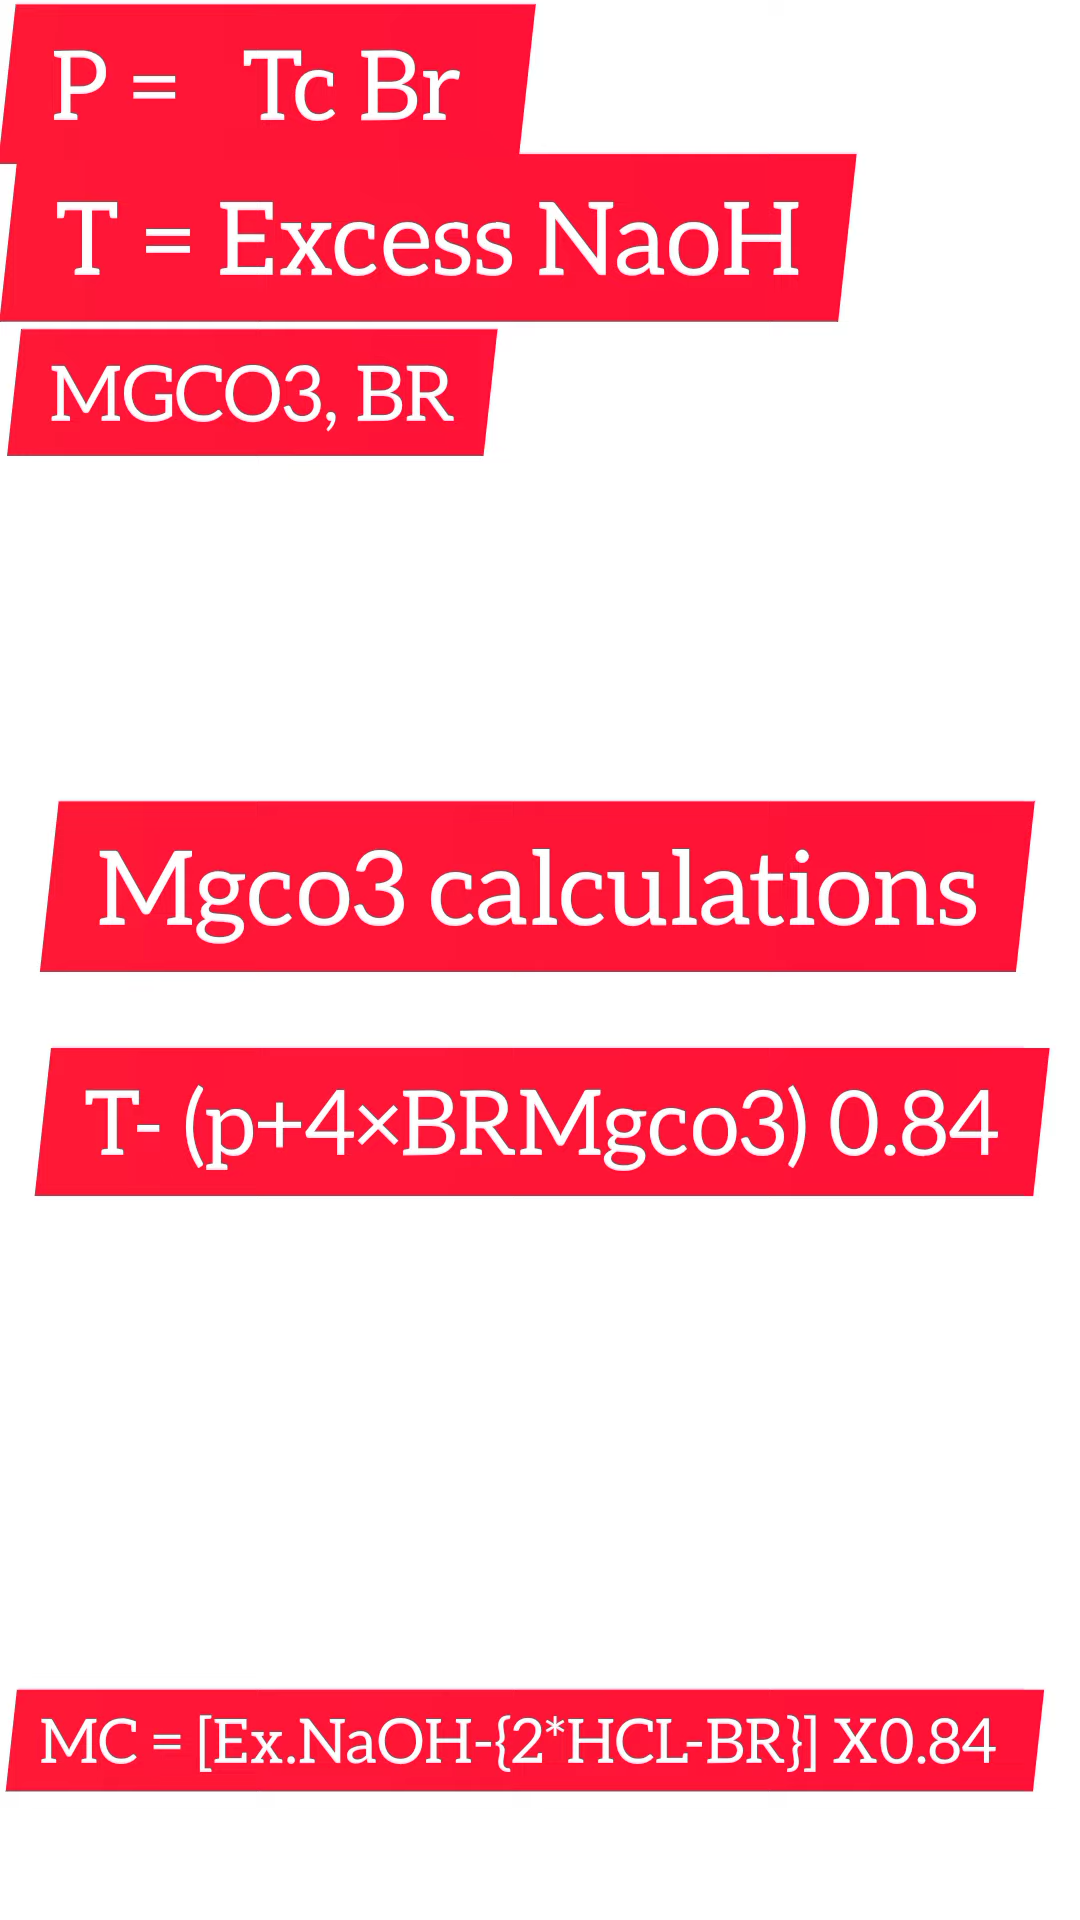 P = Tc Br
T = Excess NaoH
MGCO3, BR
Mgco3 calculations
T- (p+4×BRMgco3) 0.84
MC = [Ex.NaOH-{2*HCL-BR}] X0.84